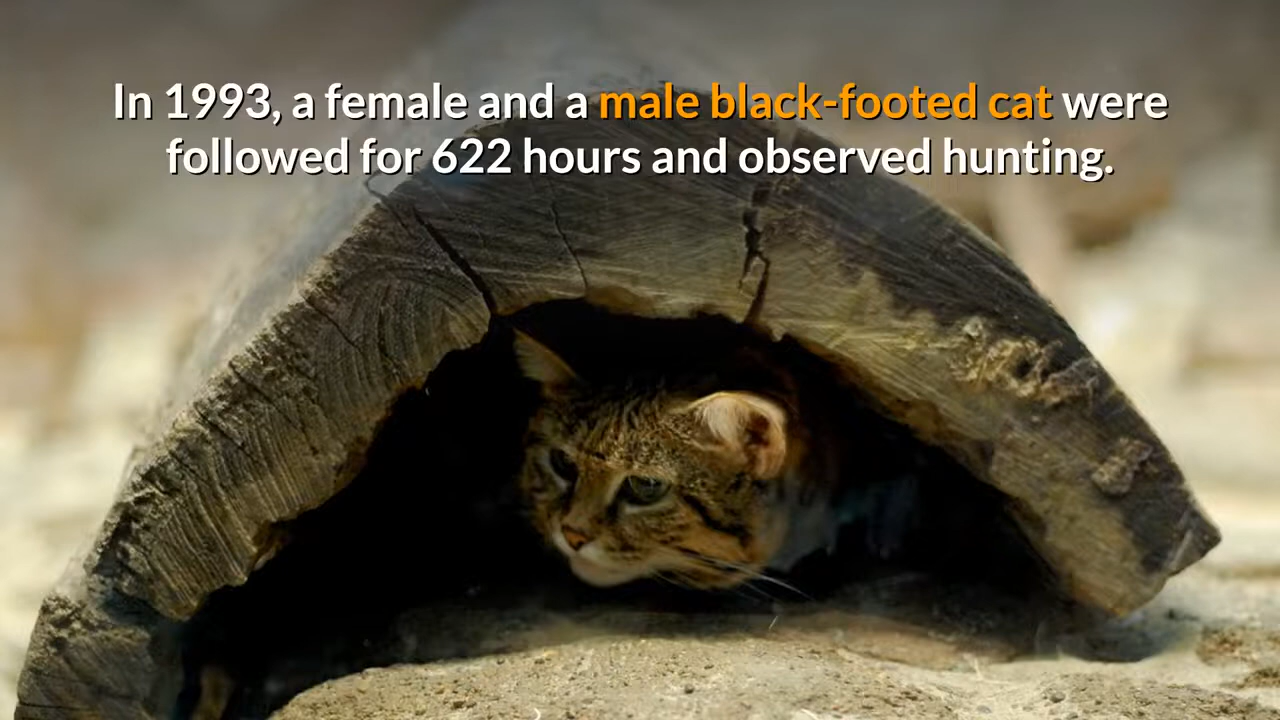 In 1993, a female and a male black-footed cat were
followed for 622 hours and observed hunting.